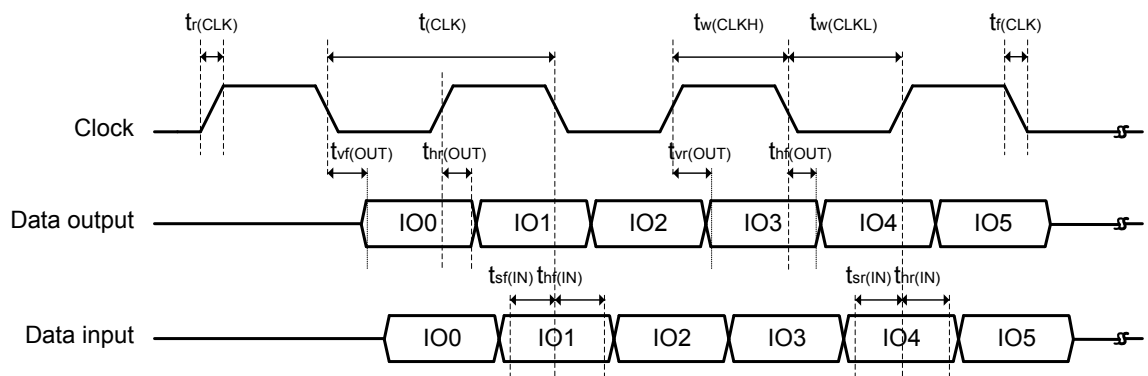 tr(CLK) t(CLK) tw(CLKH) tw(CLKL) tf(CLK)
Clock
tvf(OUT) thr(OUT) tvr(OUT) thf(OUT)
Data output IO0 IO1 IO2 IO3 IO4 IO5
tsf(IN) thf(IN) tsr(IN) thr(IN)
Data input IO0 IO1 IO2 IO3 IO4 IO5